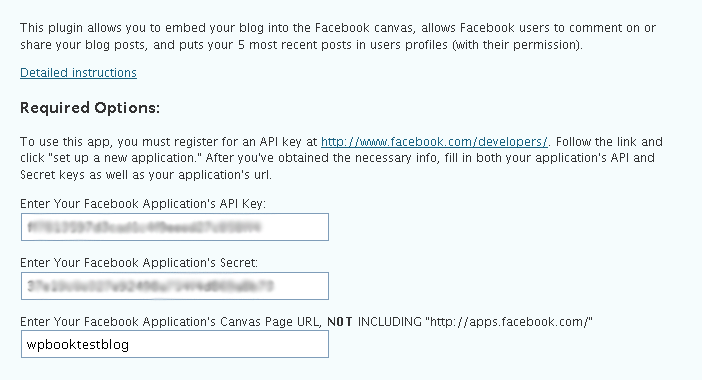 This plugin allows you to embed your blog into the Facebook canvas, allows Facebook users to comment on or
share your blog posts, and puts your 5 most recent posts in users profiles (with their permission).
Detailed instructions
Required Options:
To use this app, you must register for an API key at http://www.facebook.com/developers/. Follow the link and
click "set up a new application." After you've obtained the necessary info, fill in both your application's API and
Secret keys as well as your application's url.
Enter Your Facebook Application's API Key:
Enter Your Facebook Application's Secret:
Enter Your Facebook Application's Canvas Page URL, NOT INCLUDING "http://apps.facebook.com/"
wpbooktestblog